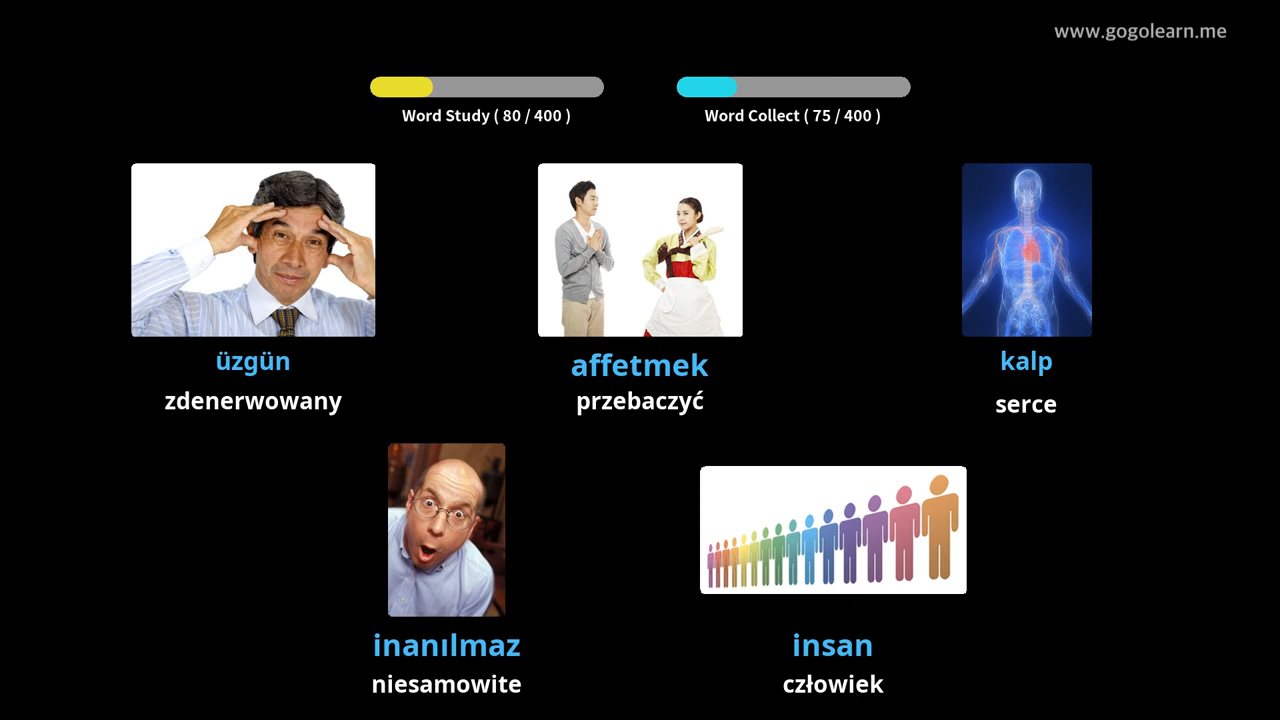 www.gogolearn.me
Word Study ( 80 / 400 )
Word Collect ( 75 / 400 )
üzgün
affetmek
kalp
zdenerwowany
przebaczyć
serce
inanılmaz
insan
niesamowite
człowiek